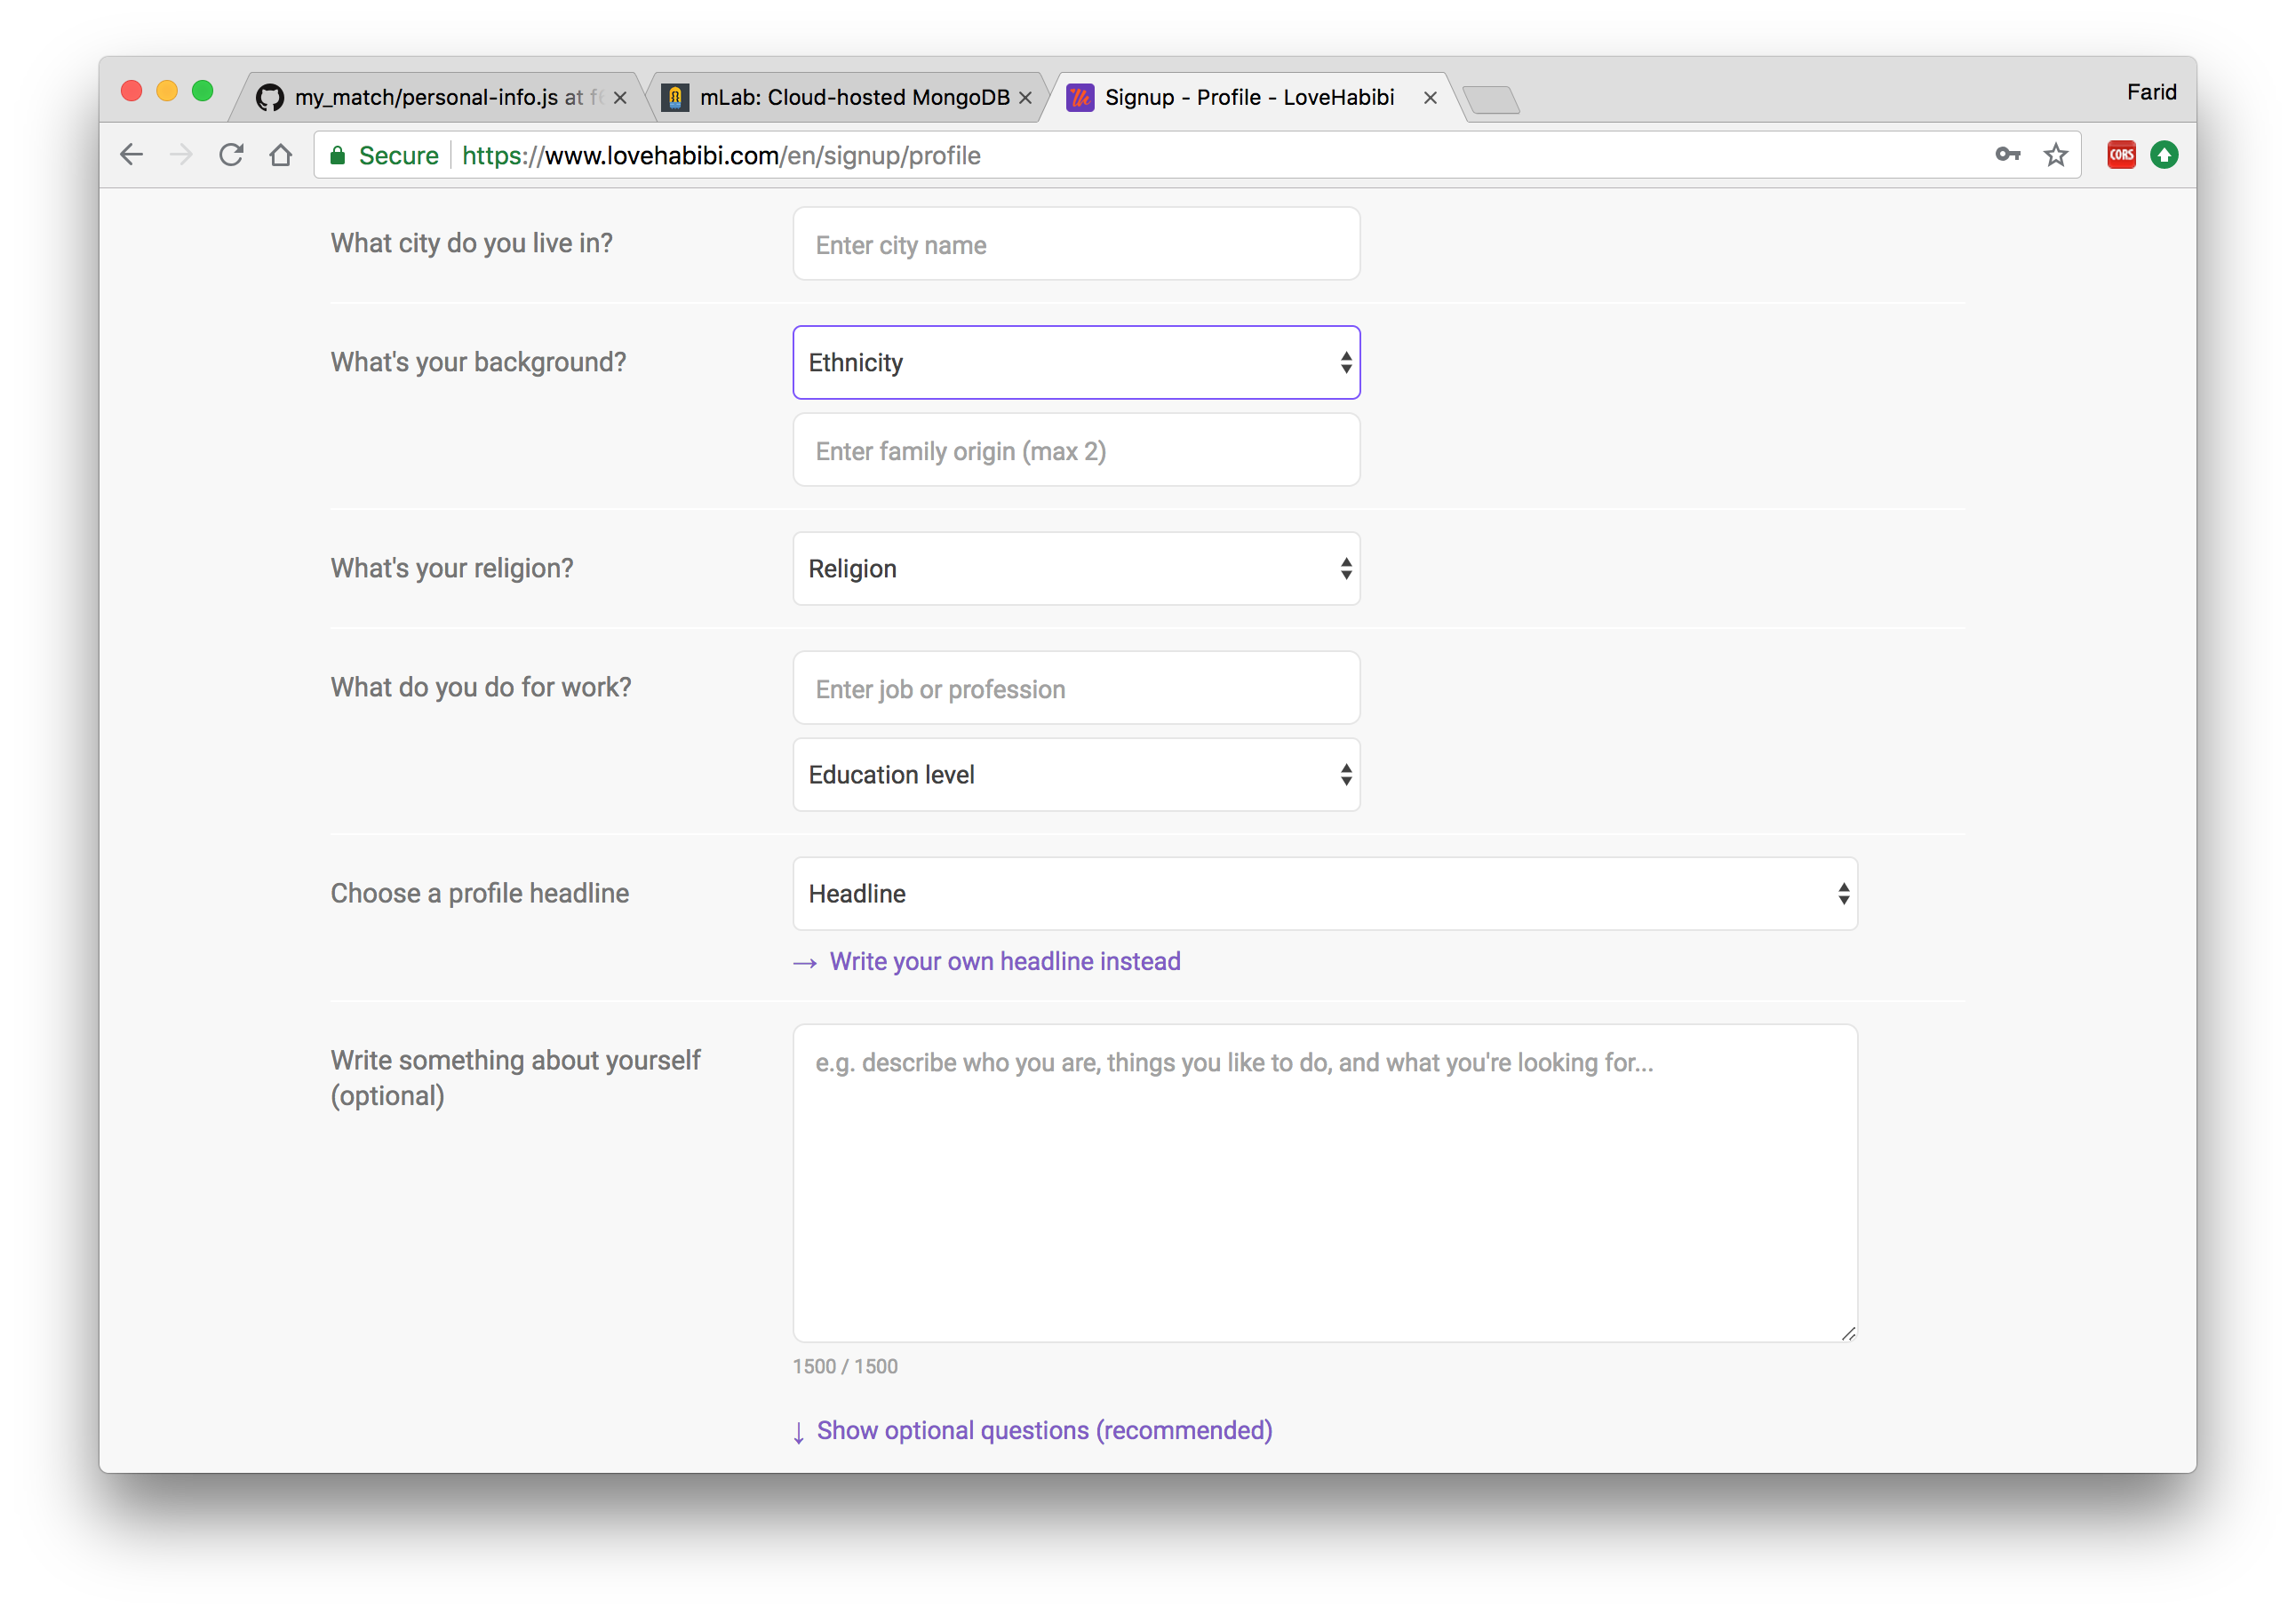 my_match/personal-info.js at f6
mLab: Cloud-hosted MongoDB
Signup - Profile - LoveHabibi
Farid
Secure
https://www.lovehabibi.com/en/signup/profile
CORS
What city do you live in?
Enter city name
What's your background?
Ethnicity
Enter family origin (max 2)
What's your religion?
Religion
What do you do for work?
Enter job or profession
Education level
Choose a profile headline
Headline
→ Write your own headline instead
Write something about yourself
(optional)
e.g. describe who you are, things you like to do, and what you're looking for...
1500 / 1500
↓ Show optional questions (recommended)